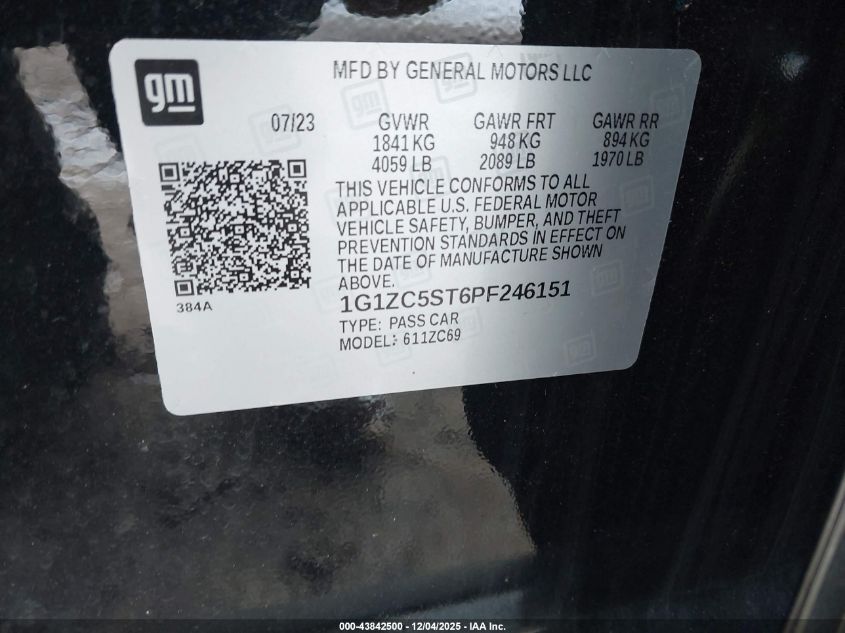 gm
MFD BY GENERAL MOTORS LLC
07/23
GVWR GAWR FRT GAWR RR
1841 KG 948 KG 894 KG
4059 LB 2089 LB 1970 LB
THIS VEHICLE CONFORMS TO ALL
APPLICABLE U.S. FEDERAL MOTOR
VEHICLE SAFETY, BUMPER, AND THEFT
PREVENTION STANDARDS IN EFFECT ON
THE DATE OF MANUFACTURE SHOWN
ABOVE.
384A
1G1ZC5ST6PF246151
TYPE: PASS CAR
MODEL: 611ZC69
000-43842500 - 12/04/2025 - IAA Inc.